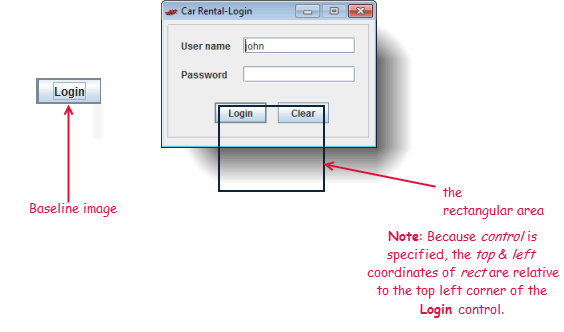 Car Rental-Login
User name john
Password
Login
Login Clear
Baseline image
the
rectangular area
Note: Because control is
specified, the top & left
coordinates of rect are relative
to the top left corner of the
Login control.